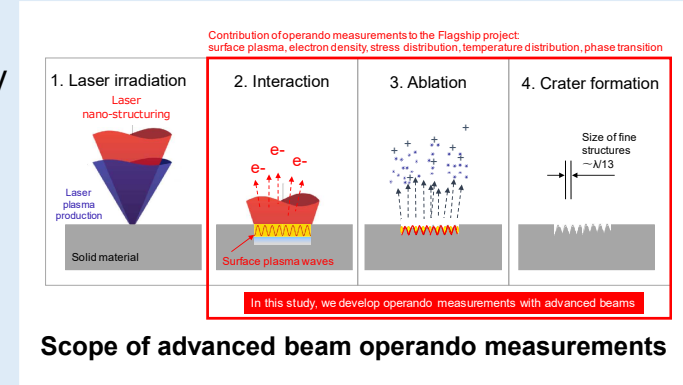 Contribution of operando measurements to the Flagship project:
surface plasma, electron density, stress distribution, temperature distribution, phase transition
y
1. Laser irradiation
2. Interaction
3. Ablation
4. Crater formation
Laser
nano-structuring
Laser
plasma
production
Solid material
e-
e-
e-
e-
Surface plasma waves
+
+
+
+
+
+
+
Size of fine
structures
~λ/13
In this study, we develop operando measurements with advanced beams
Scope of advanced beam operando measurements